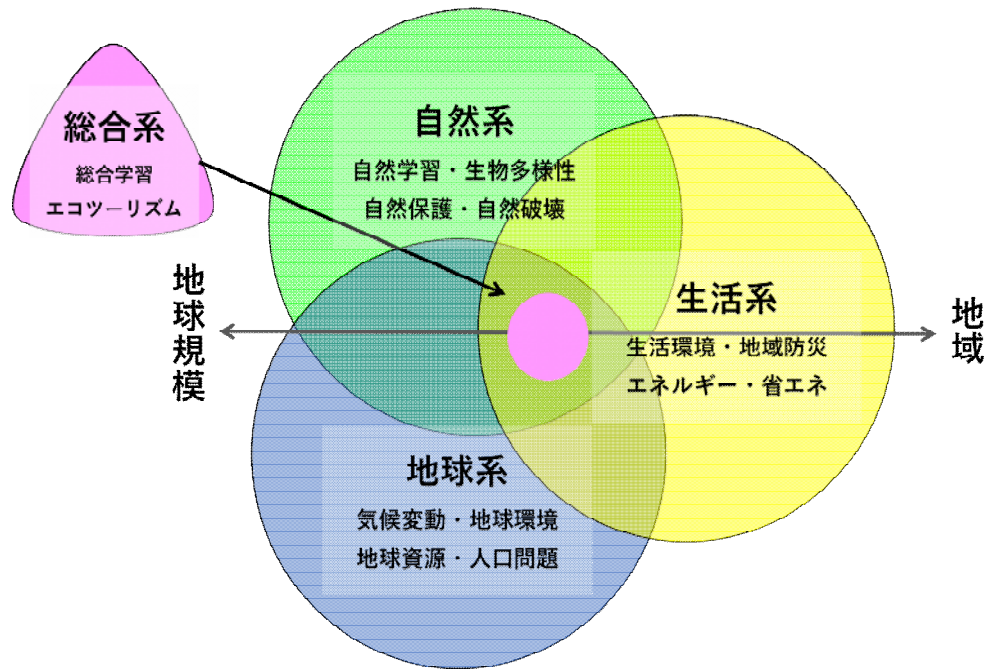 総合系
総合学習
エコツーリズム
自然系
自然学習・生物多様性
自然保護・自然破壊
地球規模
生活系
生活環境・地域防災
エネルギー・省エネ
地域
地球系
気候変動・地球環境
地球資源・人口問題